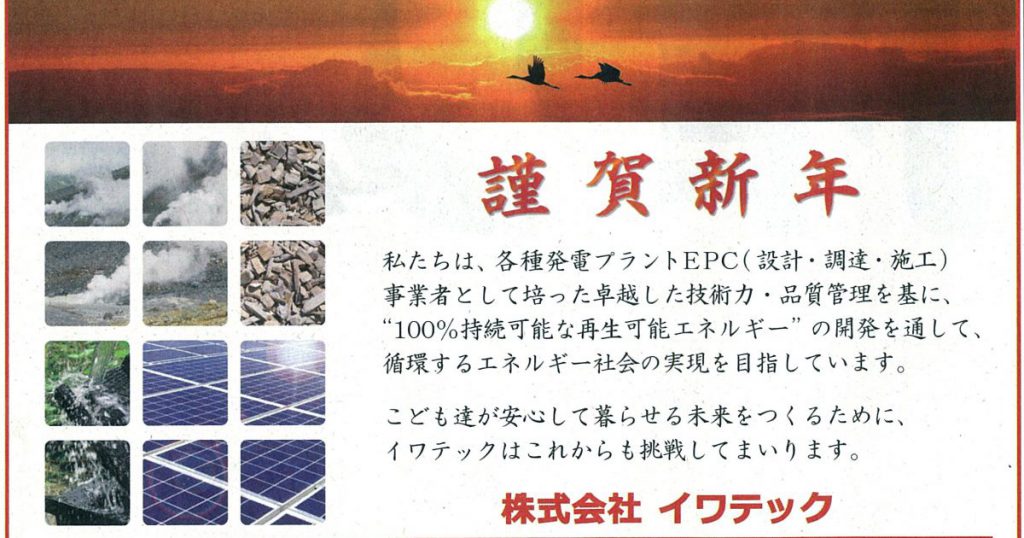 謹賀新年
私たちは、各種発電プラントEPC(設計・調達・施工)
事業者として培った卓越した技術力・品質管理を基に、
“100%持続可能な再生可能エネルギー”の開発を通して、
循環するエネルギー社会の実現を目指しています。
こども達が安心して暮らせる未来をつくるために、
イワテックはこれからも挑戦してまいります。
株式会社 イワテック